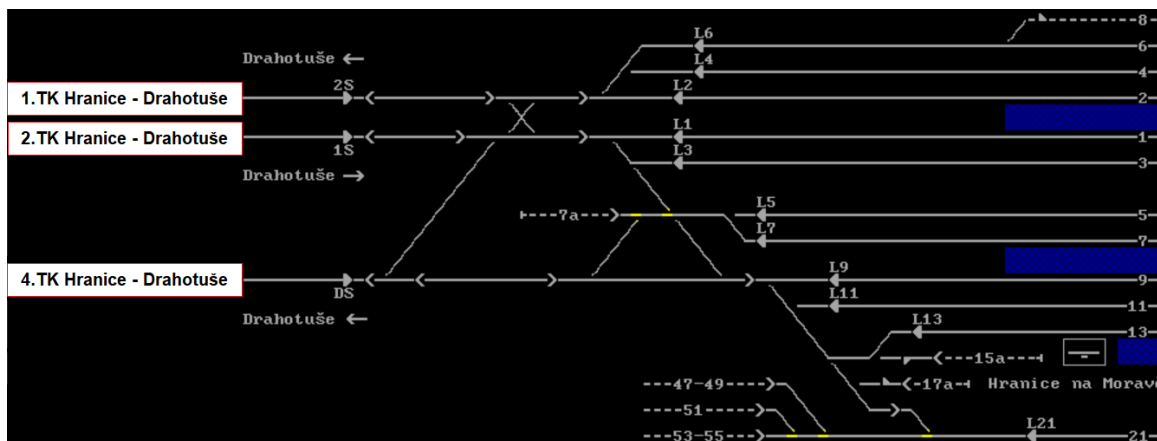 8
L6
6
Drahotuše ←
L4
4
1.TK Hranice - Drahotuše
2S
L2
2
2.TK Hranice - Drahotuše
1S
L1
1
L3
3
Drahotuše →
7a
L5
5
L7
7
4.TK Hranice - Drahotuše
DS
L9
9
L11
11
Drahotuše ←
L13
13
15a
47-49
17a
Hranice na Morav
51
53-55
L21
21